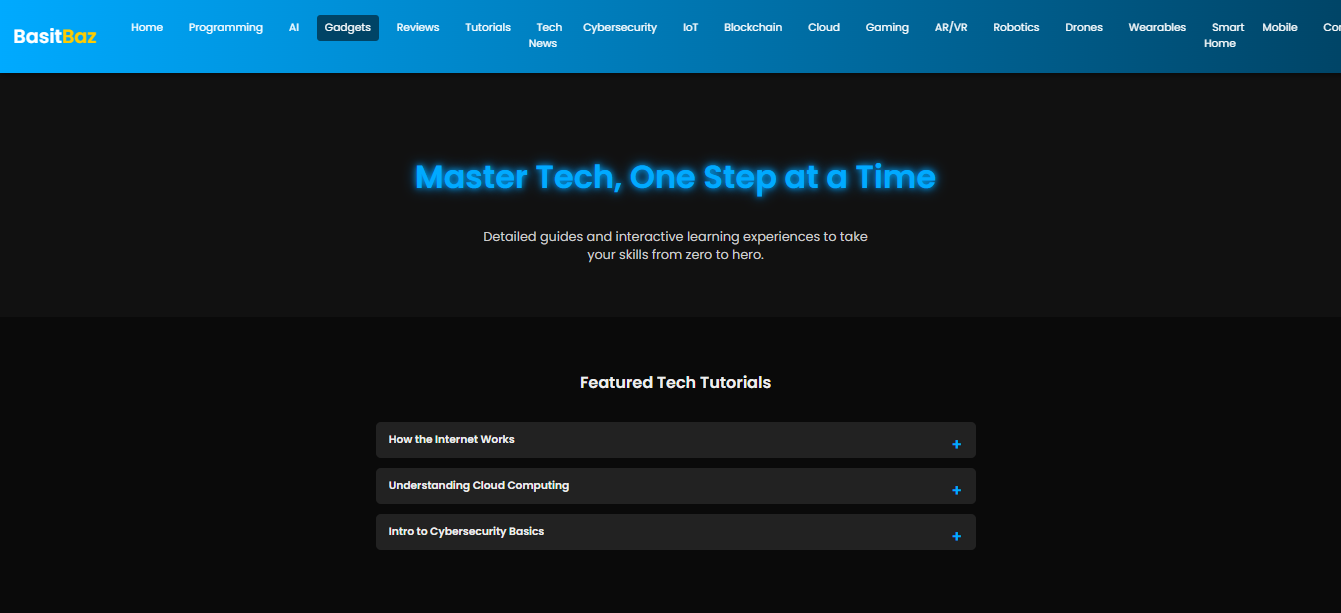 BasitBaz
Home Programming AI Gadgets Reviews Tutorials Tech News Cybersecurity IoT Blockchain Cloud Gaming AR/VR Robotics Drones Wearables Smart Home Mobile
Master Tech, One Step at a Time
Detailed guides and interactive learning experiences to take
your skills from zero to hero.
Featured Tech Tutorials
How the Internet Works +
Understanding Cloud Computing +
Intro to Cybersecurity Basics +